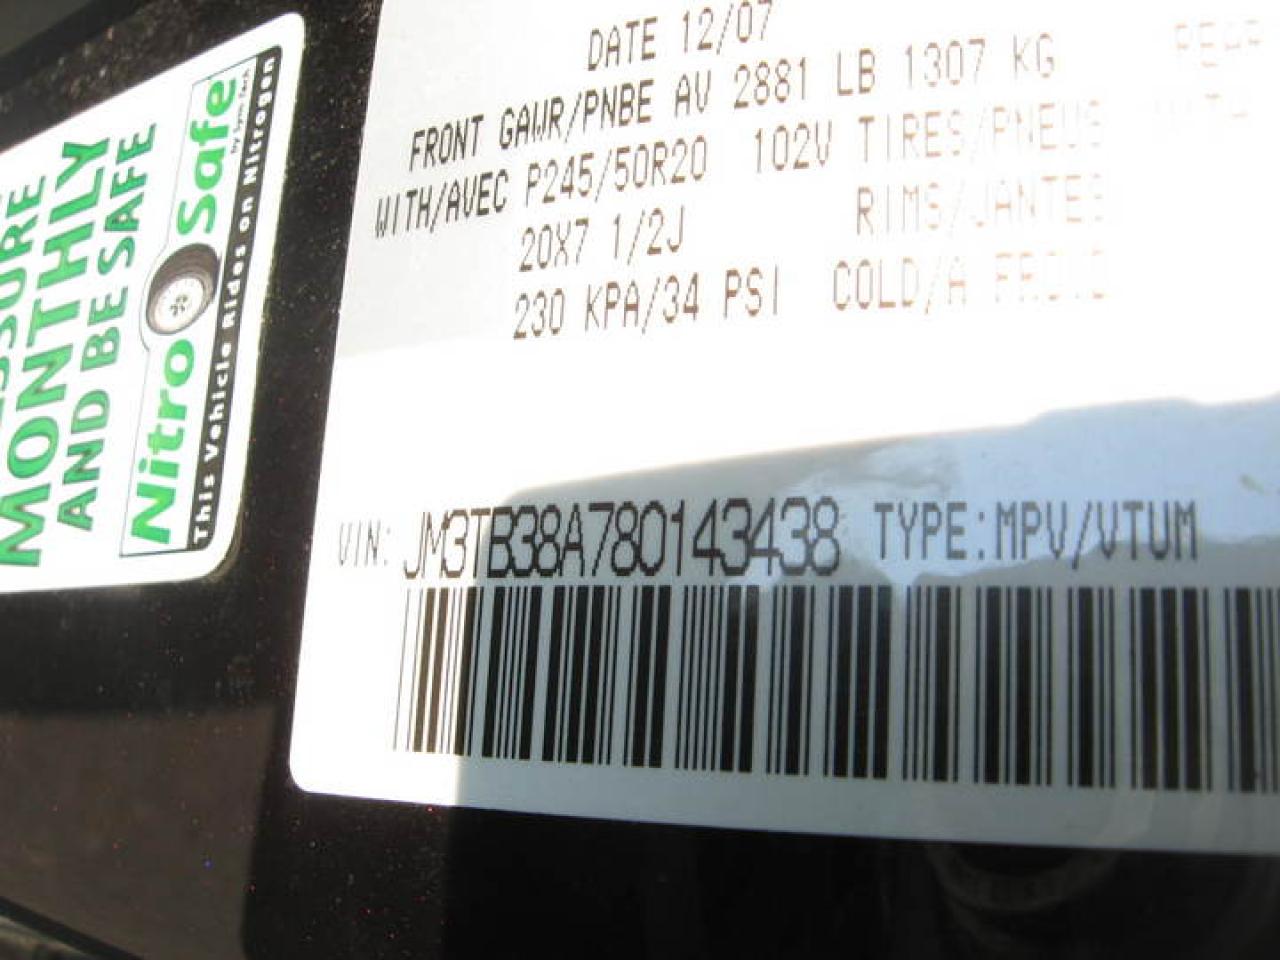 SSURE
MONTHLY
AND BE SAFE
Nitro Safe
This Vehicle Rides on Nitrogen
DATE 12/07
FRONT GAWR/PNBE AV 2881 LB 1307 KG
WITH/AVEC P245/50R20 102V TIRES/PNEUS
20X7 1/2J RIMS/JANTES
230 KPA/34 PSI COLD/A FROID
VIN: JM3TB38A780143438 TYPE:MPV/VTUM